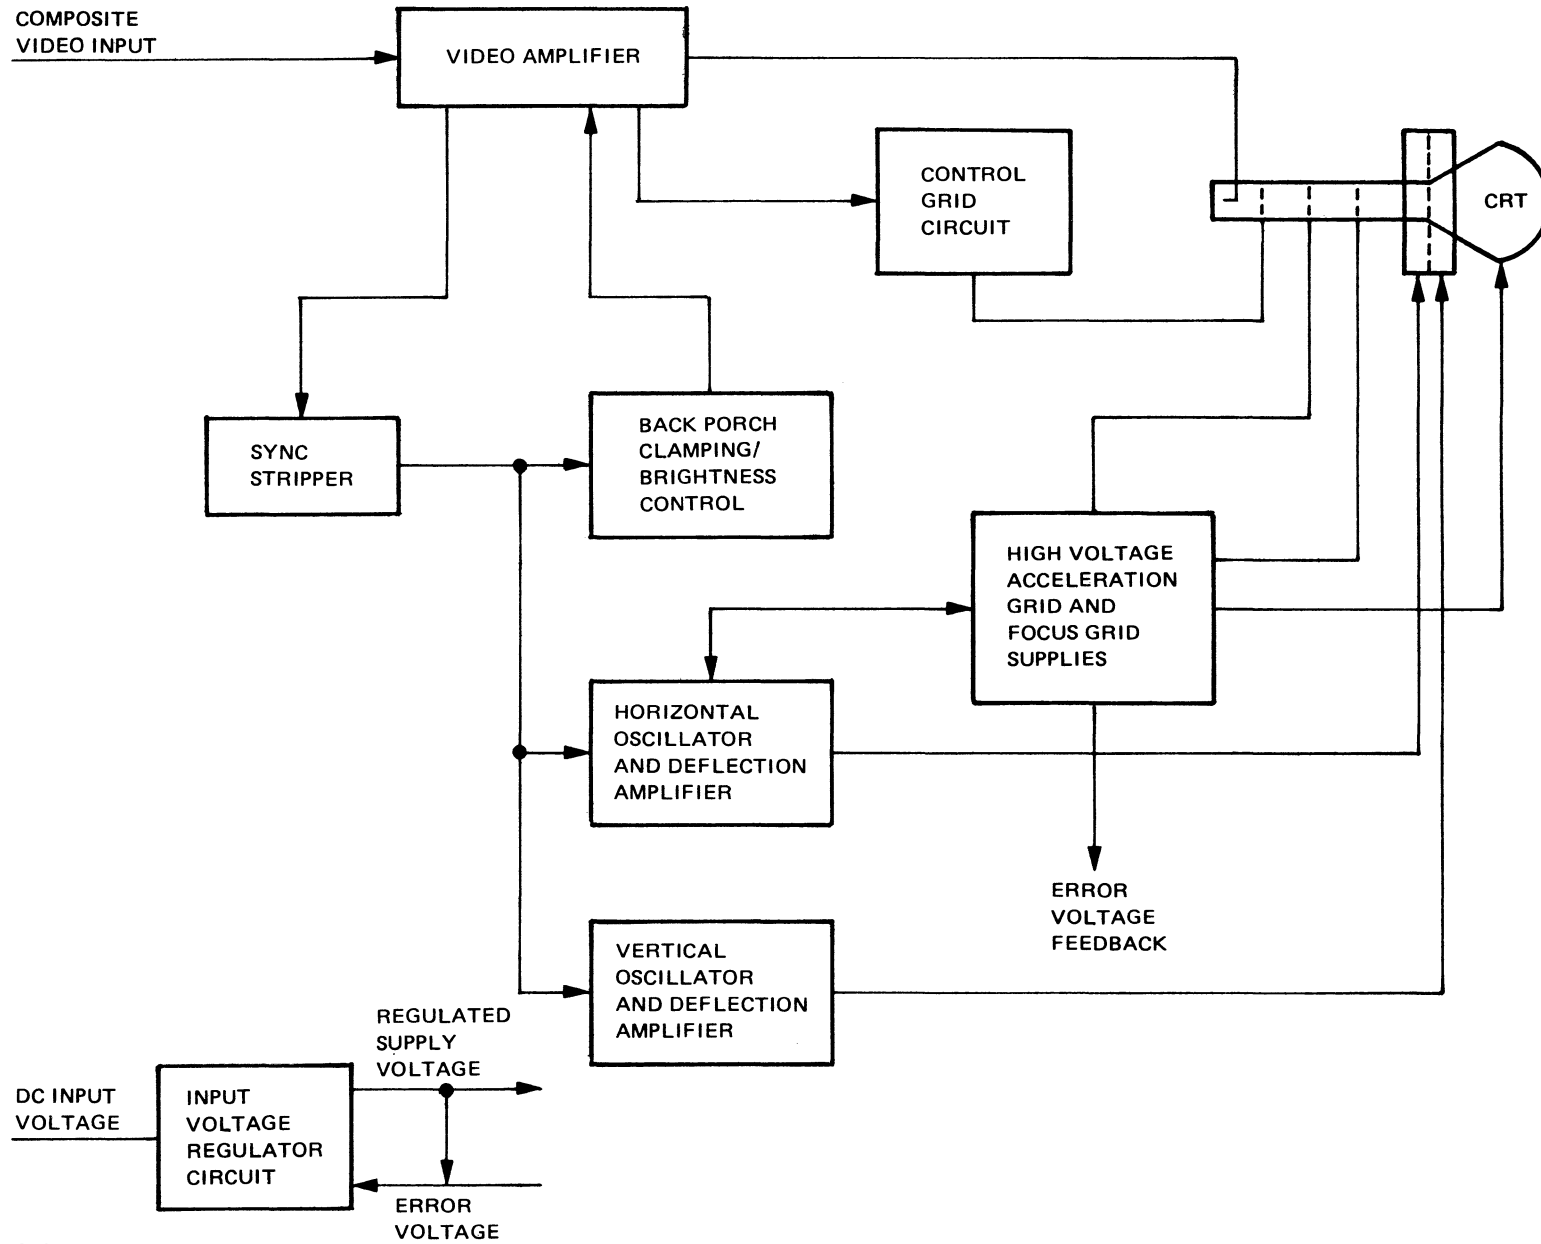 COMPOSITE
VIDEO INPUT
VIDEO AMPLIFIER
CONTROL
GRID
CIRCUIT
CRT
SYNC
STRIPPER
BACK PORCH
CLAMPING/
BRIGHTNESS
CONTROL
HIGH VOLTAGE
ACCELERATION
GRID AND
FOCUS GRID
SUPPLIES
HORIZONTAL
OSCILLATOR
AND DEFLECTION
AMPLIFIER
ERROR
VOLTAGE
FEEDBACK
VERTICAL
OSCILLATOR
AND DEFLECTION
AMPLIFIER
REGULATED
SUPPLY
VOLTAGE
DC INPUT
VOLTAGE
INPUT
VOLTAGE
REGULATOR
CIRCUIT
ERROR
VOLTAGE